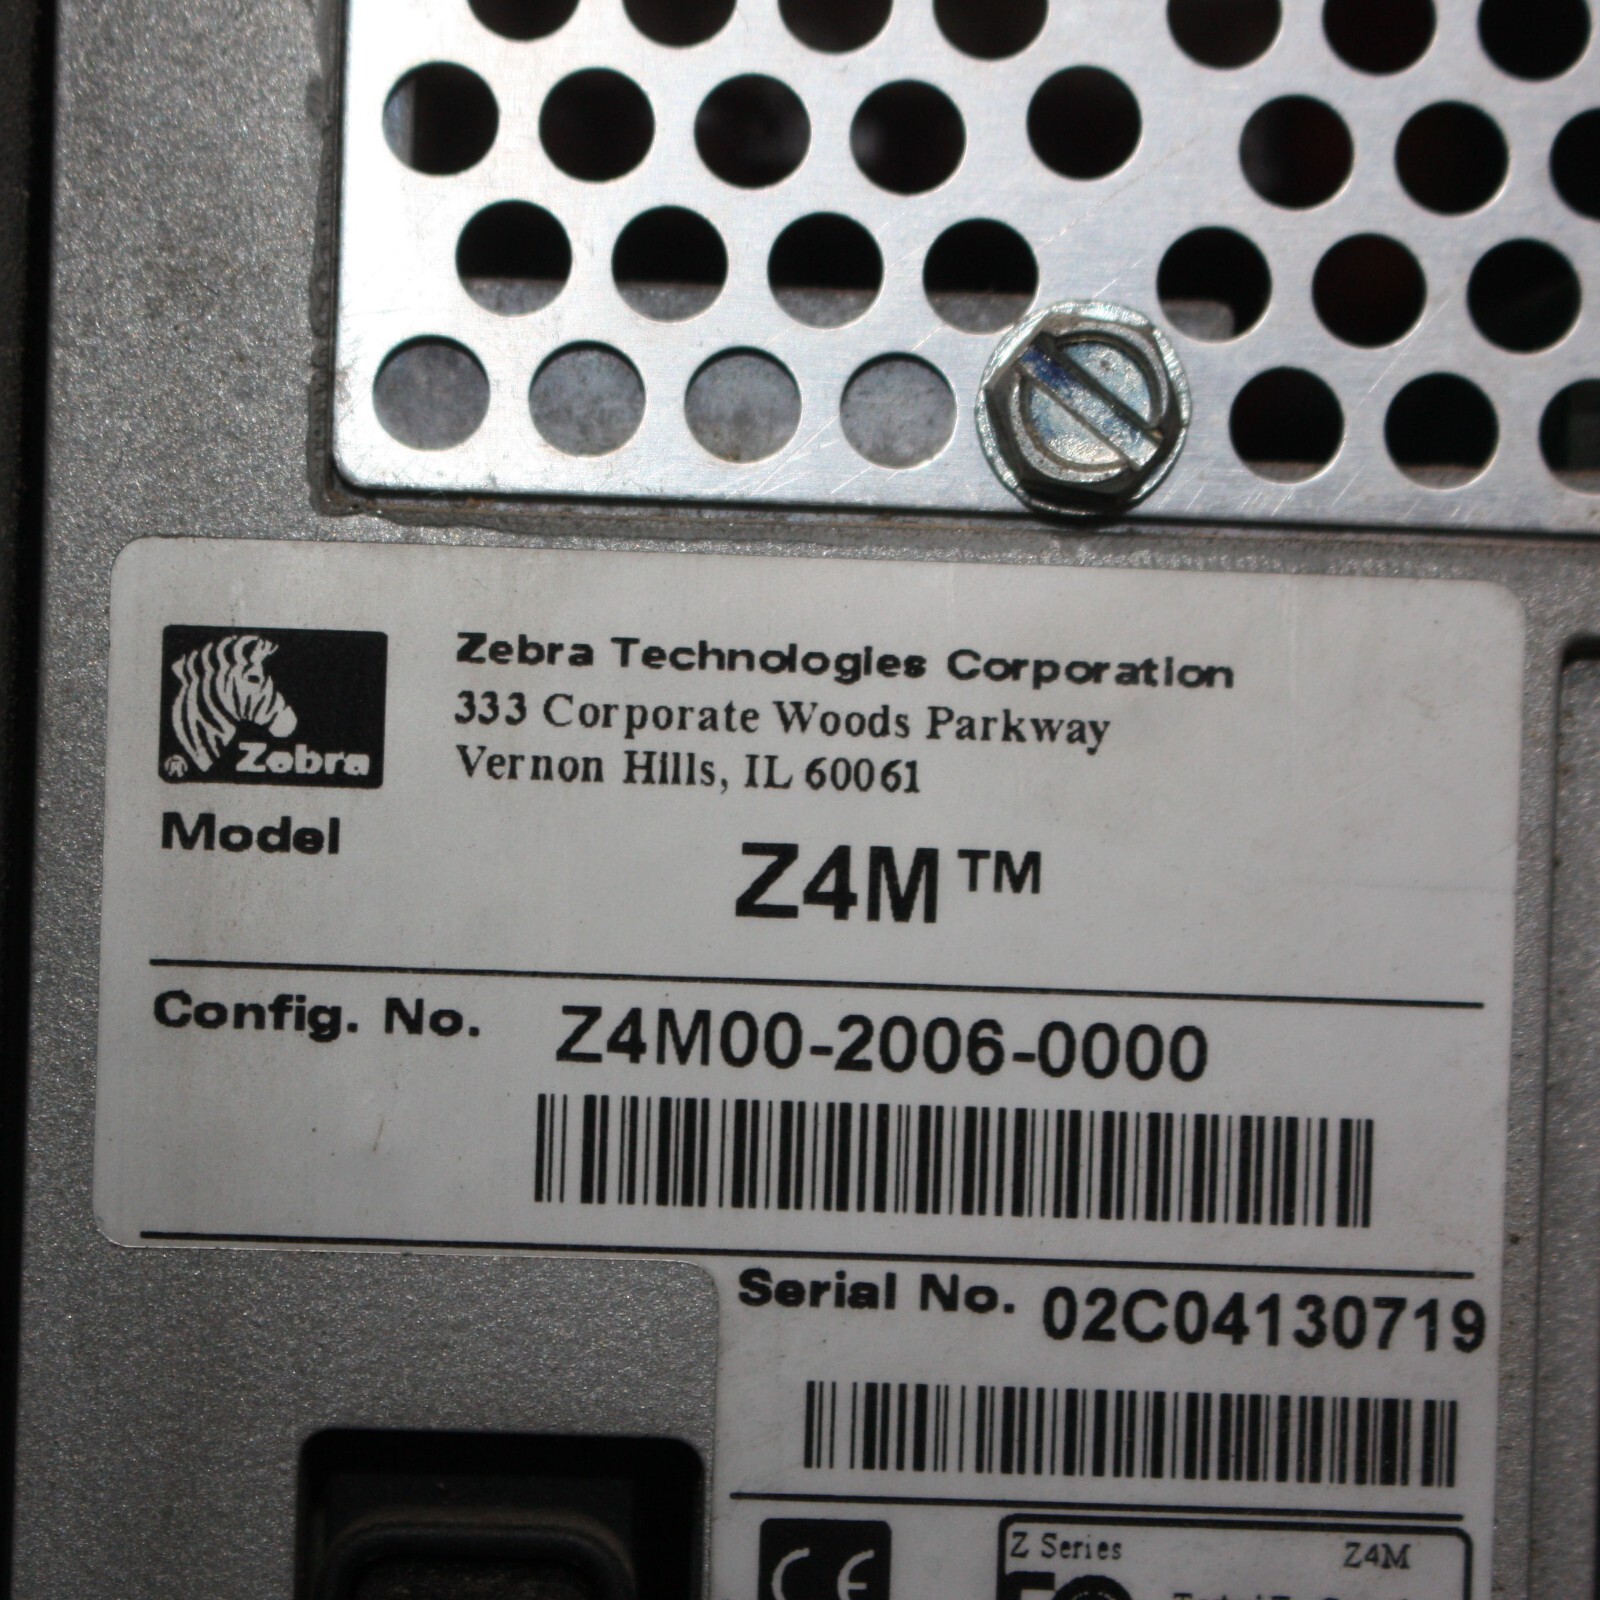 Zebra Technologies Corporation
333 Corporate Woods Parkway
Vernon Hills, IL 60061
® Zebra
Model
Z4M™
Config. No. Z4M00-2006-0000
Serial No. 02C04130719
CE
Z Series Z4M